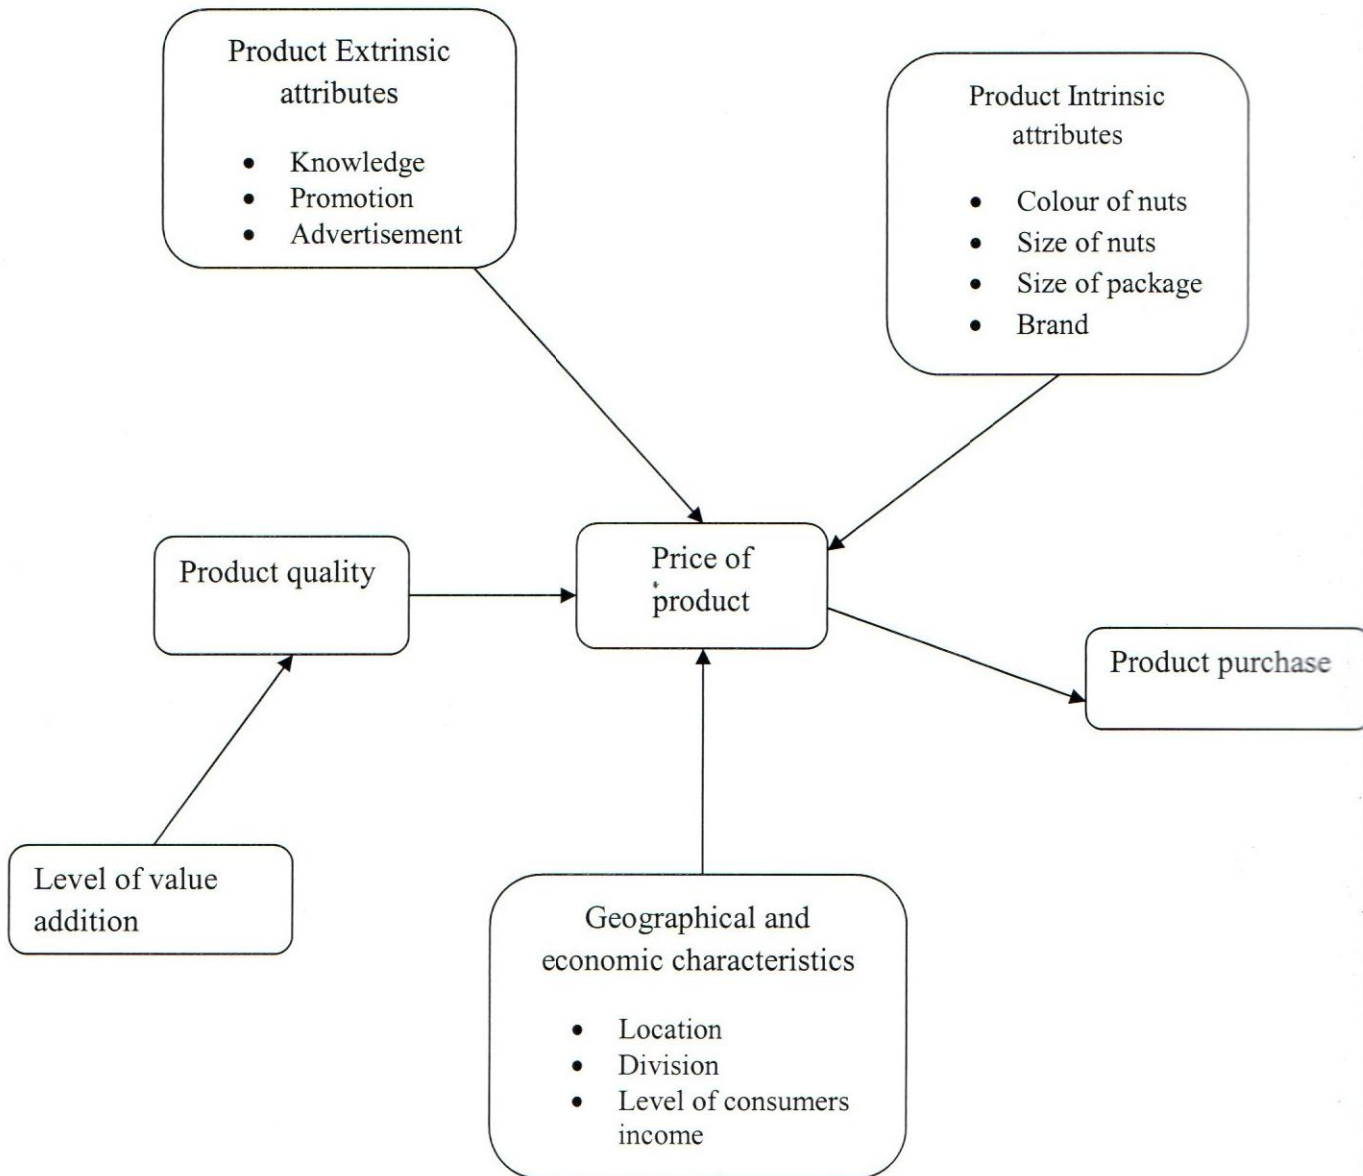 Product Extrinsic
attributes
• Knowledge
• Promotion
• Advertisement
Product Intrinsic
attributes
• Colour of nuts
• Size of nuts
• Size of package
• Brand
Product quality
Price of
product
Product purchase
Level of value
addition
Geographical and
economic characteristics
• Location
• Division
• Level of consumers
income